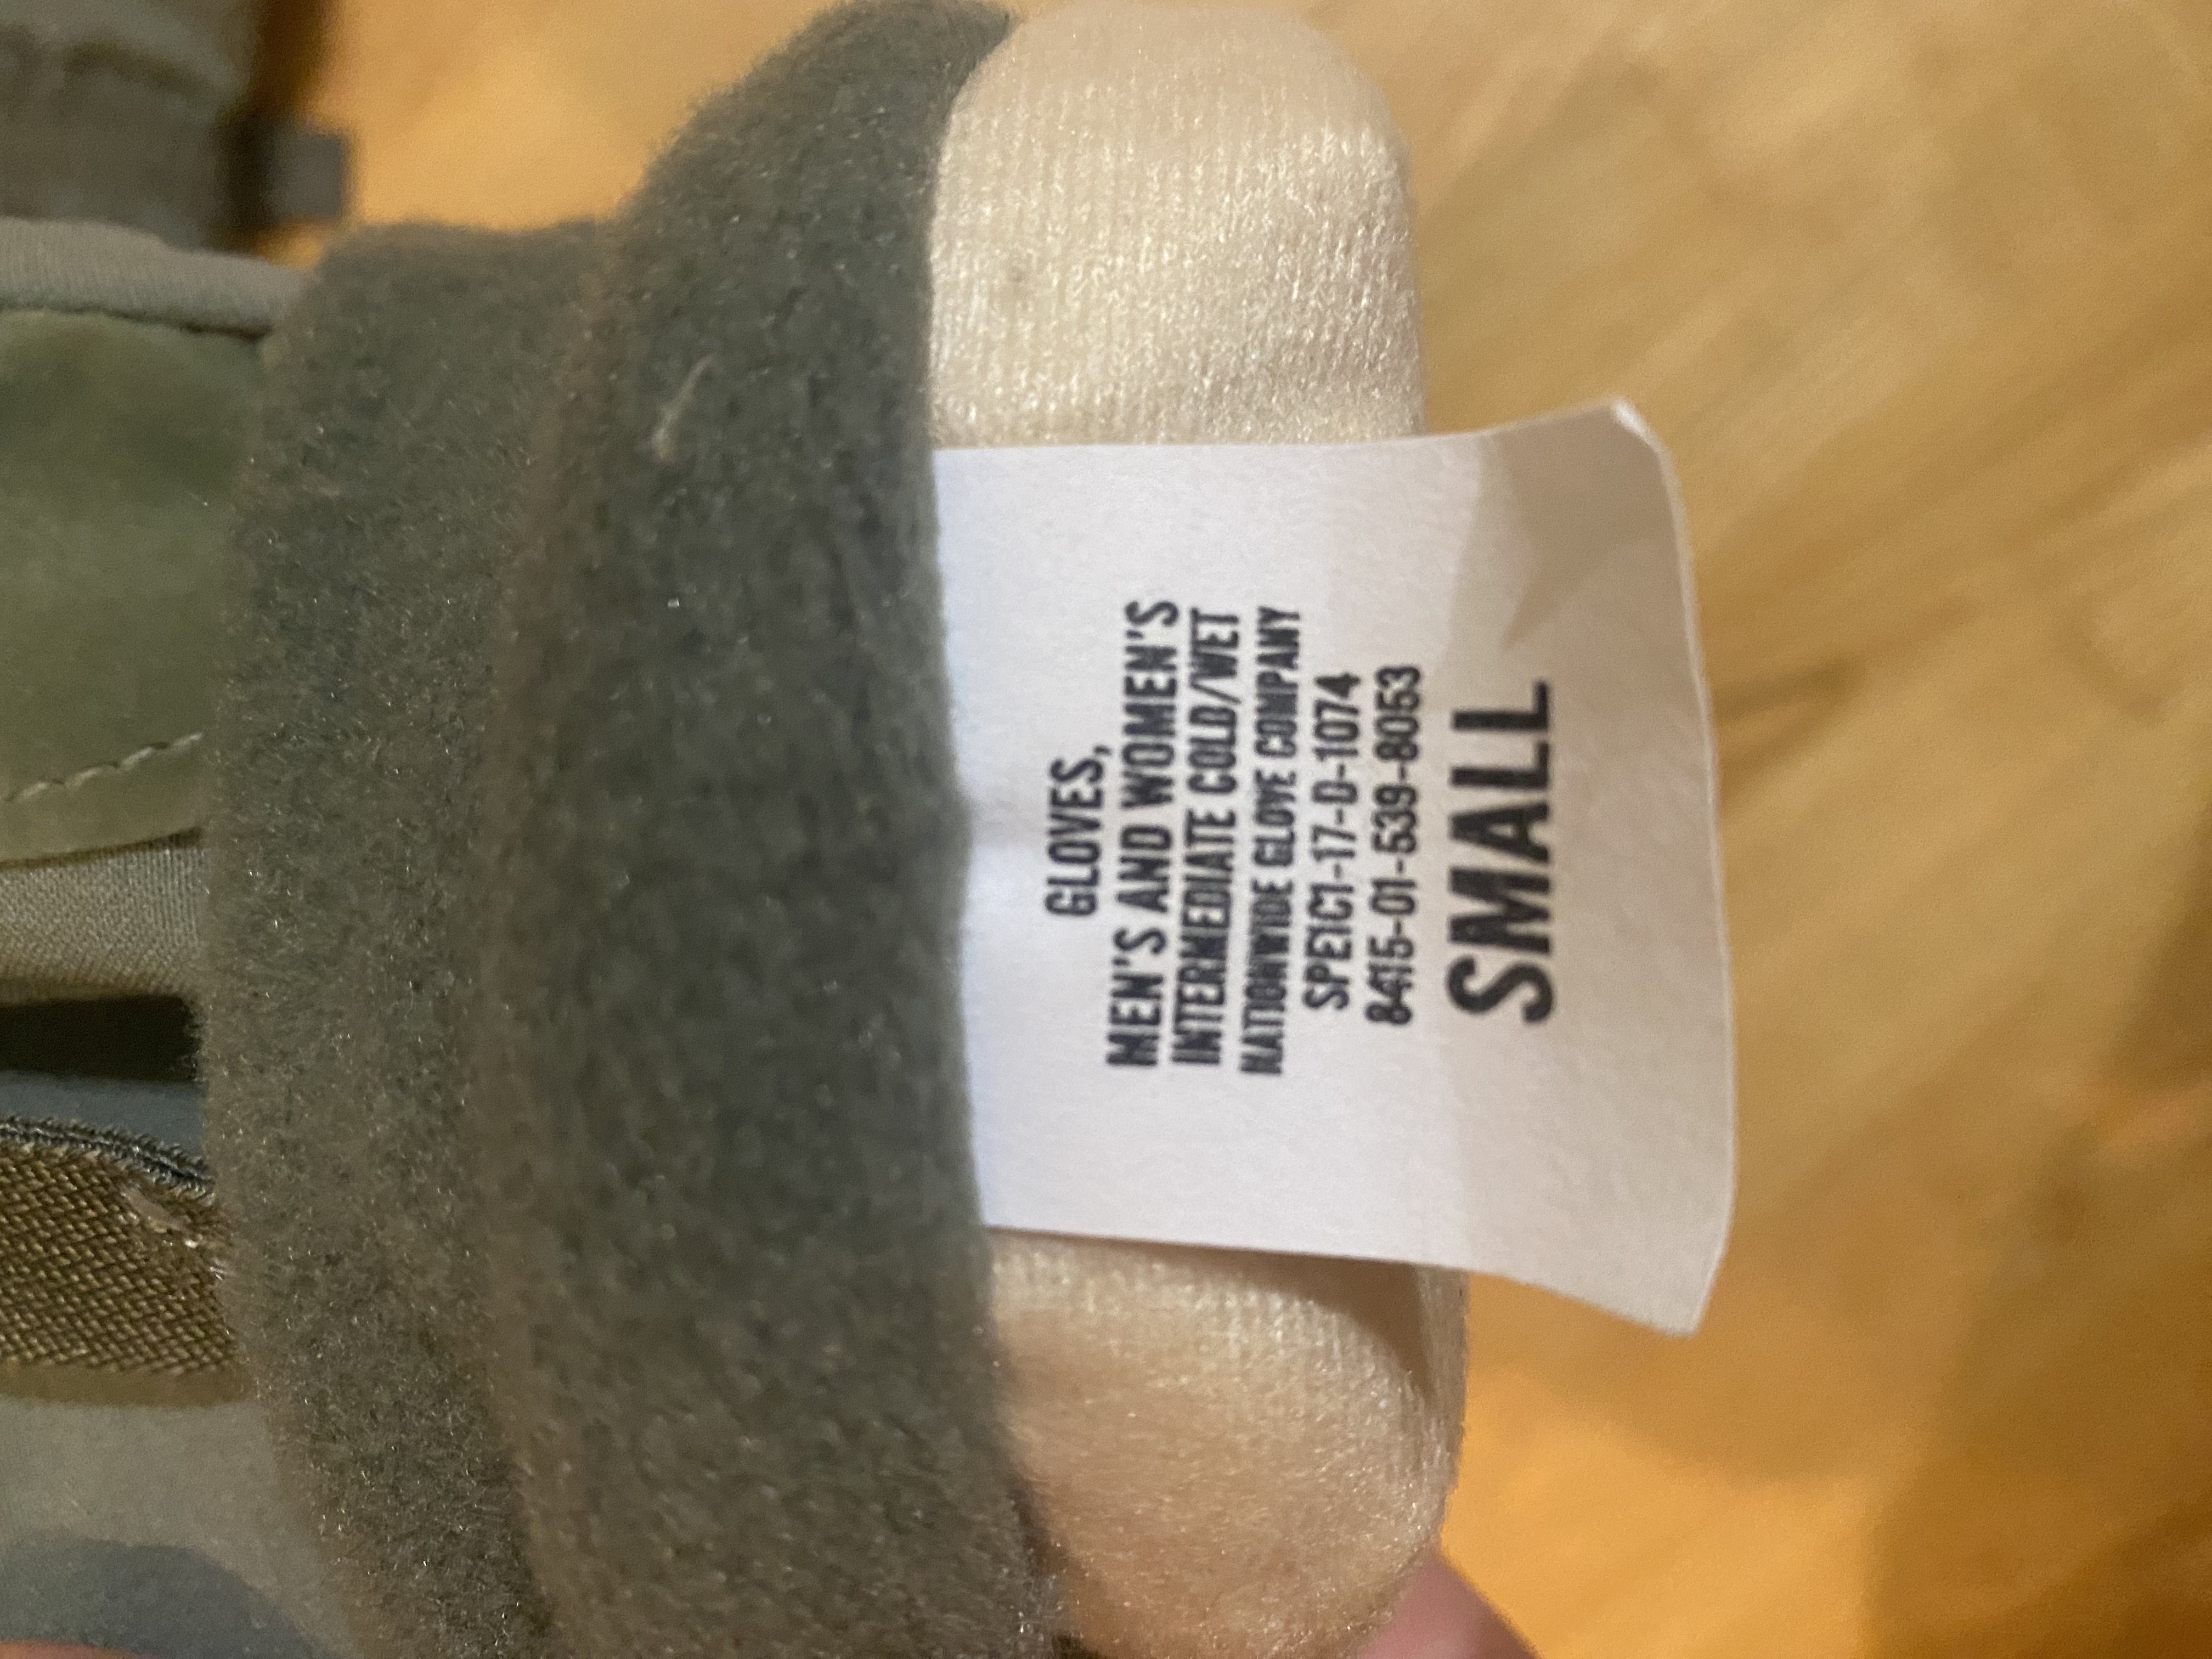 GLOVES,
MEN'S AND WOMEN'S
INTERMEDIATE COLD/WET
NATIONWIDE GLOVE COMPANY
SPE1C1-17-D-1074
8415-01-539-8053
SMALL